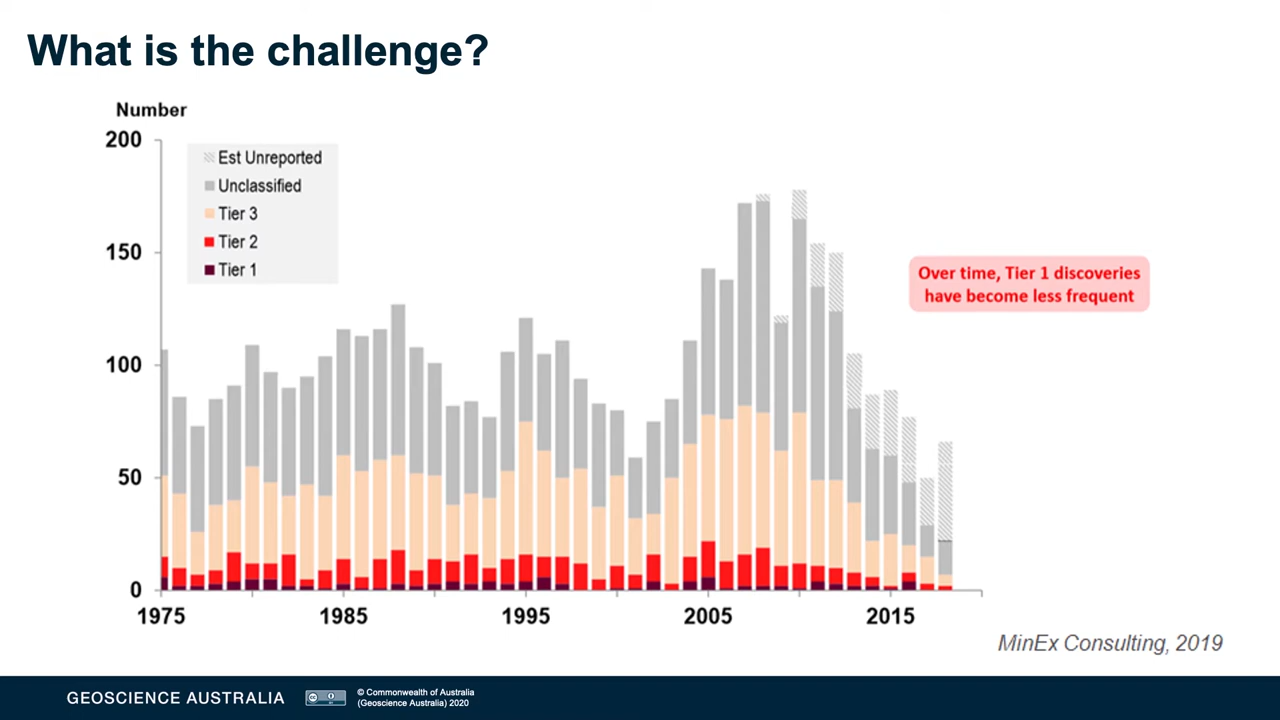 What is the challenge?
Number
200
150
100
50
0
Est Unreported
Unclassified
Tier 3
Tier 2
Tier 1
Over time, Tier 1 discoveries
have become less frequent
1975
1985
1995
2005
2015
MinEx Consulting, 2019
GEOSCIENCE AUSTRALIA
© Commonwealth of Australia
(Geoscience Australia) 2020